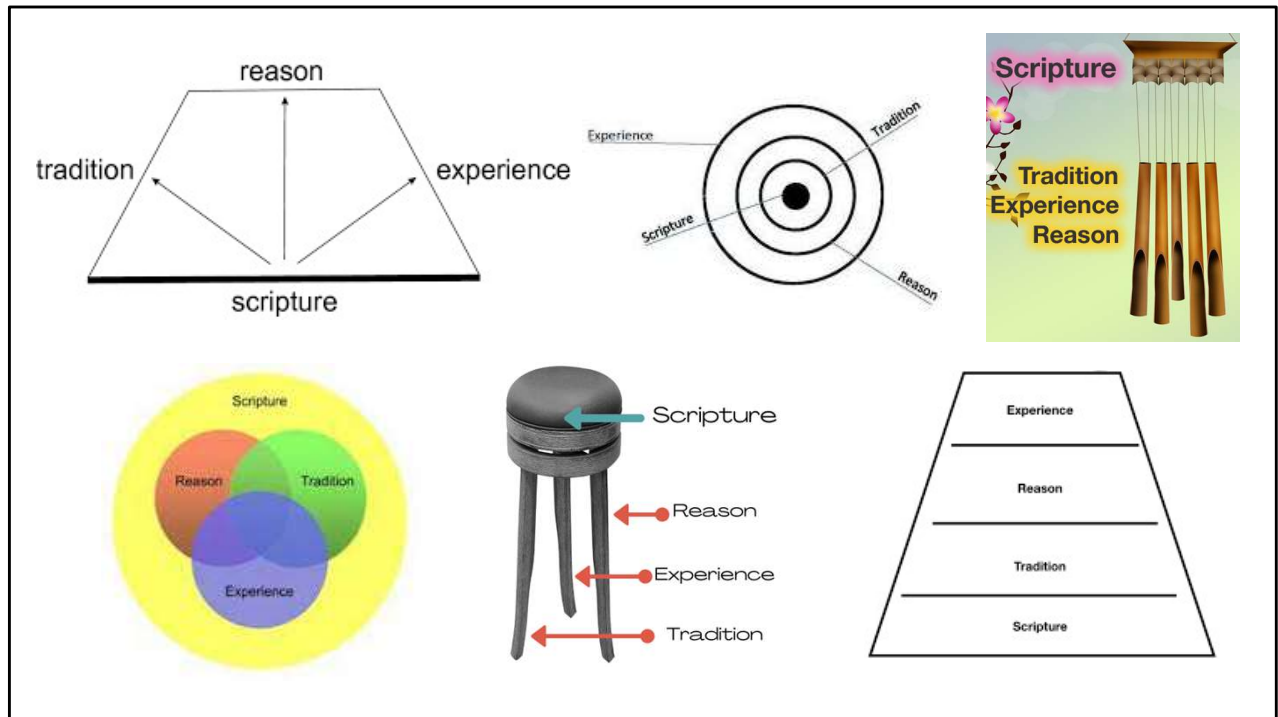 reason
tradition
experience
scripture
Experience
Tradition
Scripture
Reason
Scripture
Tradition
Experience
Reason
Scripture
Reason
Tradition
Experience
Scripture
Reason
Experience
Tradition
Experience
Reason
Tradition
Scripture